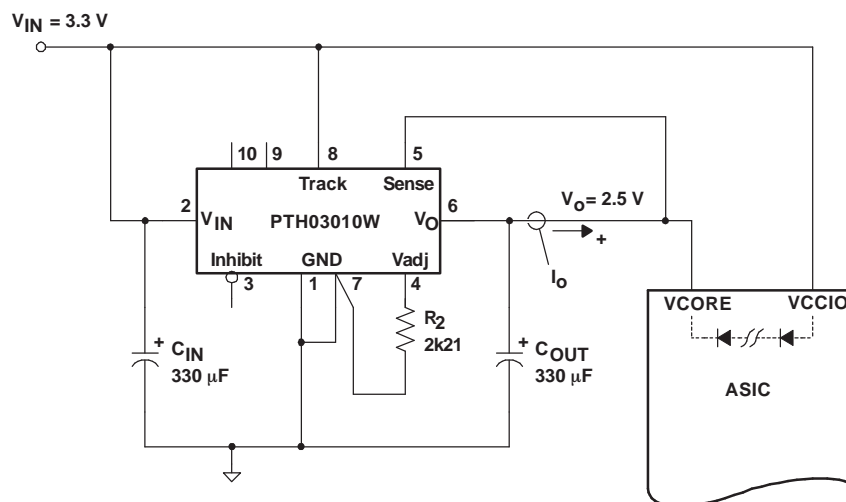 VIN = 3.3 V
10 9 8 5
Track Sense
VO = 2.5 V
2 VIN PTH03010W VO 6
+
Inhibit GND Vadj
IO
3 1 7 4
VCORE VCCIO
+ CIN
330 µF
R2
2k21
+ COUT
330 µF
ASIC